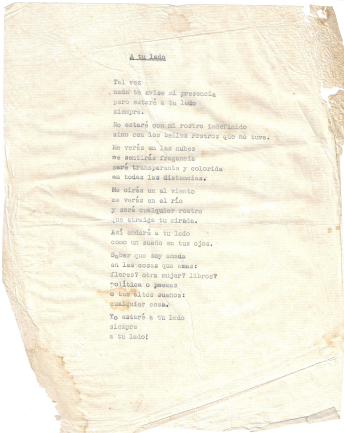 A tu lado
Tal vez
nada te avise mi presencia
pero estaré a tu lado
siempre.
No estaré con mi rostro indefinido
sino con los bellos rostros que no tuve.
Me verás en las nubes
me sentirás fragancia
seré transparente y colorida
en todas las distancias.
Me oirás en el viento
me verás en el río
y seré cualquier rostro
que atraiga tu mirada.
Así andaré a tu lado
como un sueño en tus ojos.
Saber que soy amada
en las cosas que amas:
flores? otra mujer? libros?
política o poemas
o tus altos sueños:
cualquier cosa.
Yo estaré a tu lado
siempre
a tu lado!